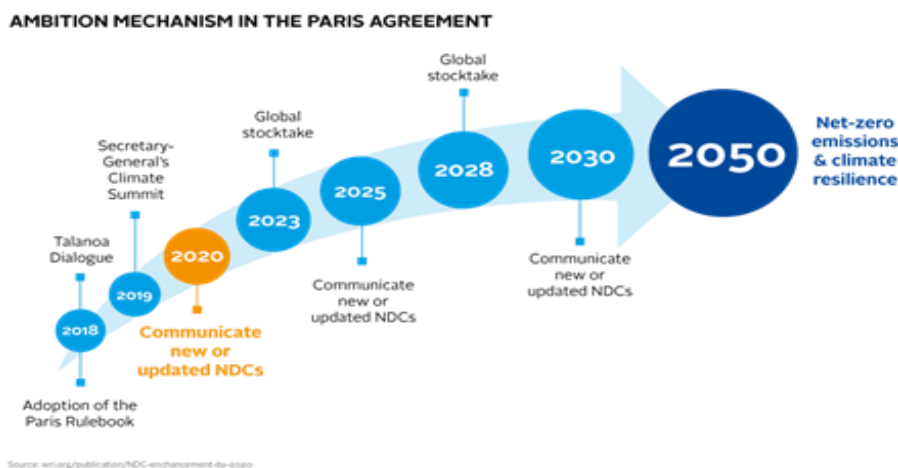 AMBITION MECHANISM IN THE PARIS AGREEMENT
Global
stocktake
Global
stocktake
Secretary-
General's
Climate
Summit
Talanoa
Dialogue
2018
2019
2020
2023
2025
2028
2030
2050
Net-zero
emissions
& climate
resilience
Adoption of the
Paris Rulebook
Communicate
new or
updated NDCs
Communicate
new or
updated NDCs
Communicate
new or
updated NDCs
Source: wri.org/publication/NDC-enchancement-by-2020